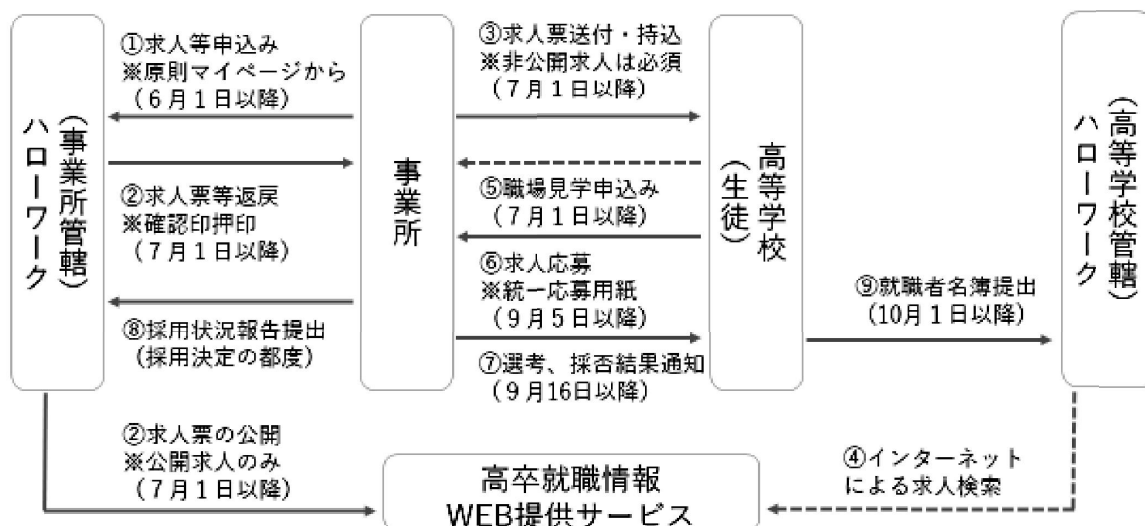 ①求人等申込み
※原則マイページから
（６月１日以降）
③求人票送付・持込
※非公開求人は必須
（７月１日以降）
ハローワーク
（事業所管轄）
事業所
高等学校
（生徒）
ハローワーク
（高等学校管轄）
②求人票等返戻
※確認印押印
（７月１日以降）
⑤職場見学申込み
（７月１日以降）
⑥求人応募
※統一応募用紙
（９月５日以降）
⑧採用状況報告提出
（採用決定の都度）
⑦選考、採否結果通知
（９月16日以降）
⑨就職者名簿提出
（10月１日以降）
②求人票の公開
※公開求人のみ
（７月１日以降）
高卒就職情報
WEB提供サービス
④インターネット
による求人検索